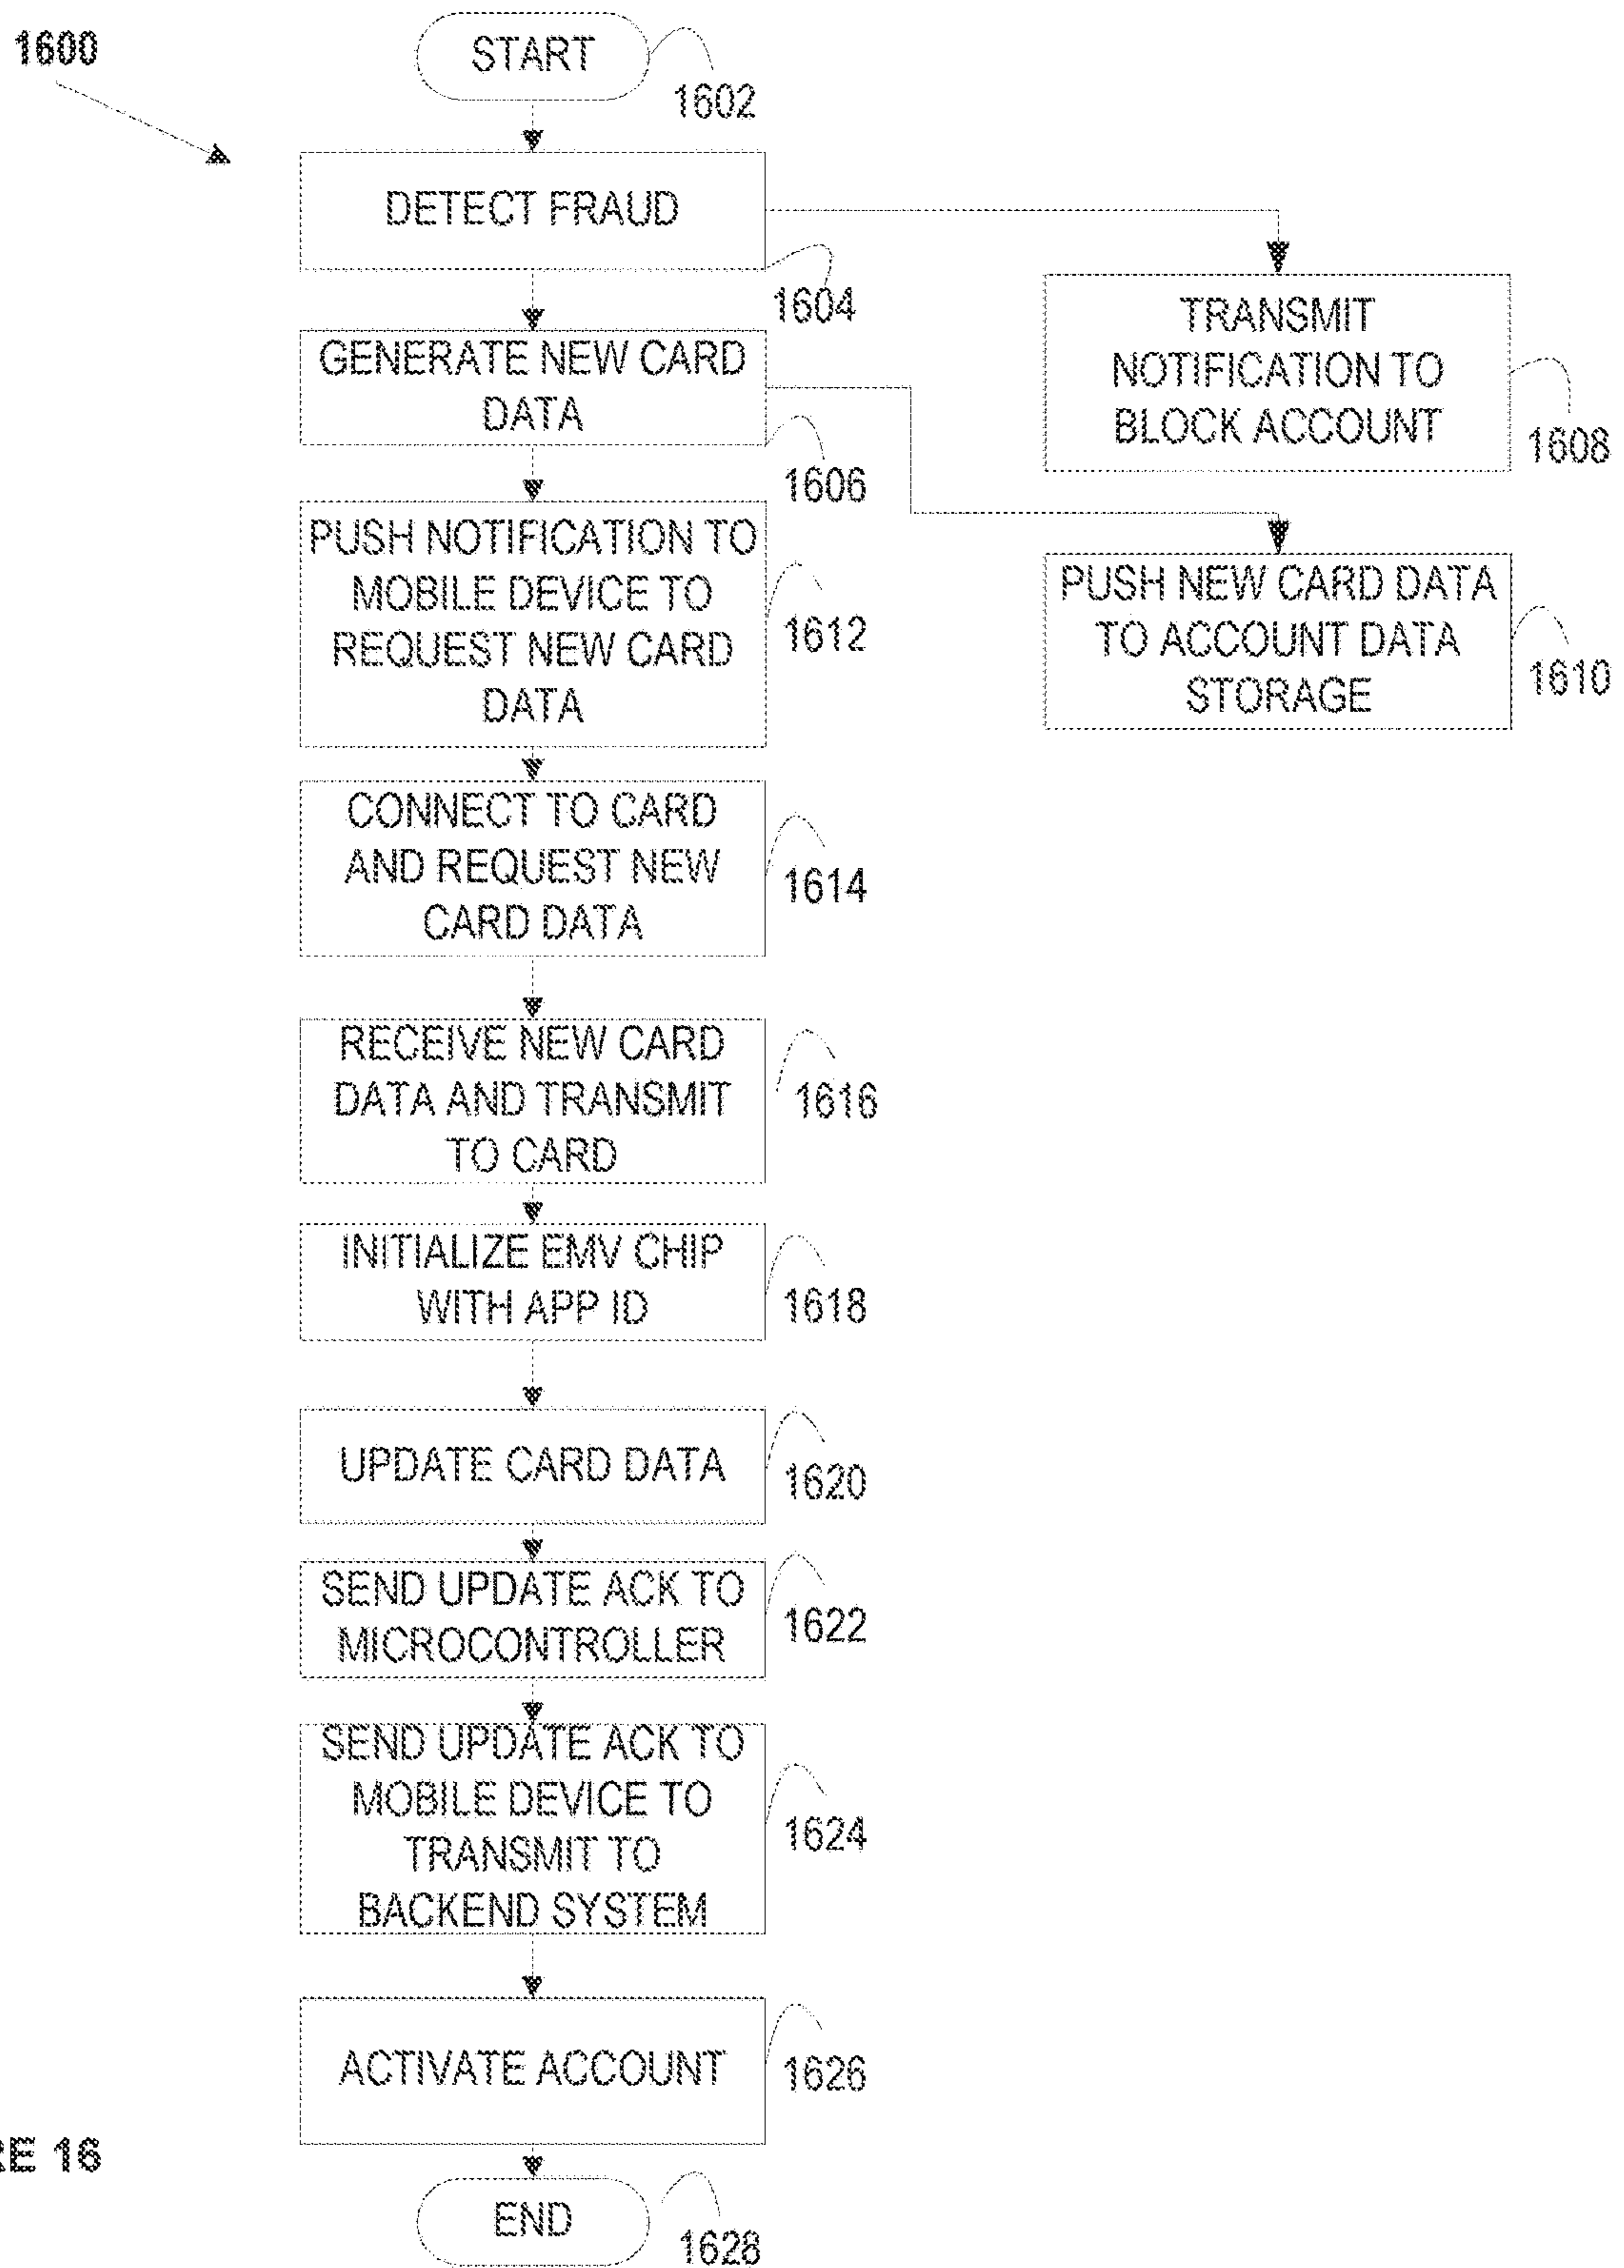 1600
START
1602
DETECT FRAUD
1604
TRANSMIT
NOTIFICATION TO
BLOCK ACCOUNT
1608
GENERATE NEW CARD
DATA
1606
PUSH NEW CARD DATA
TO ACCOUNT DATA
STORAGE
1610
PUSH NOTIFICATION TO
MOBILE DEVICE TO
REQUEST NEW CARD
DATA
1612
CONNECT TO CARD
AND REQUEST NEW
CARD DATA
1614
RECEIVE NEW CARD
DATA AND TRANSMIT
TO CARD
1616
INITIALIZE EMV CHIP
WITH APP ID
1618
UPDATE CARD DATA
1620
SEND UPDATE ACK TO
MICROCONTROLLER
1622
SEND UPDATE ACK TO
MOBILE DEVICE TO
TRANSMIT TO
BACKEND SYSTEM
1624
ACTIVATE ACCOUNT
1626
RE 16
END
1628